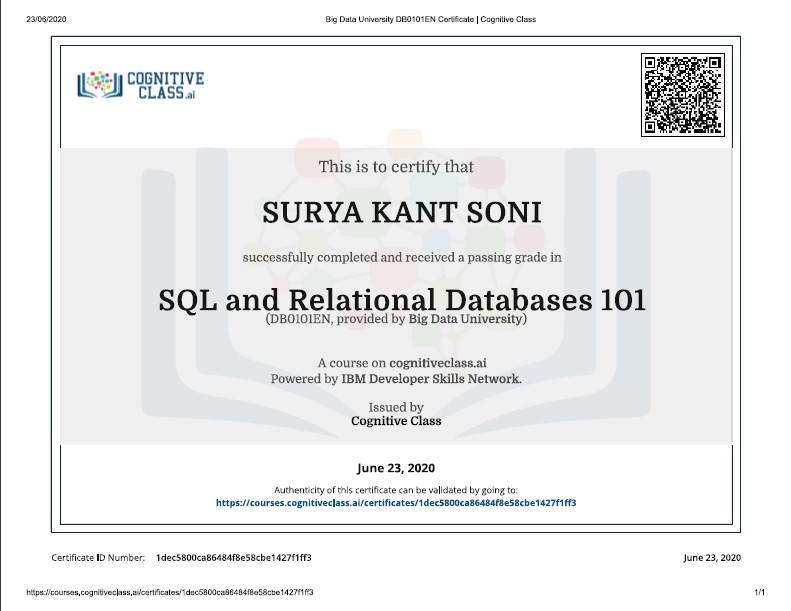 23/06/2020
Big Data University DB0101EN Certificate | Cognitive Class
COGNITIVE
CLASS.ai
This is to certify that
SURYA KANT SONI
successfully completed and received a passing grade in
SQL and Relational Databases 101
(DB0101EN, provided by Big Data University)
A course on cognitiveclass.ai
Powered by IBM Developer Skills Network.
Issued by
Cognitive Class
June 23, 2020
Authenticity of this certificate can be validated by going to:
https://courses.cognitiveclass.ai/certificates/1dec5800ca86484f8e58cbe1427f1ff3
Certificate ID Number: 1dec5800ca86484f8e58cbe1427f1ff3
June 23, 2020
https://courses.cognitiveclass.ai/certificates/1dec5800ca86484f8e58cbe1427f1ff3
1/1